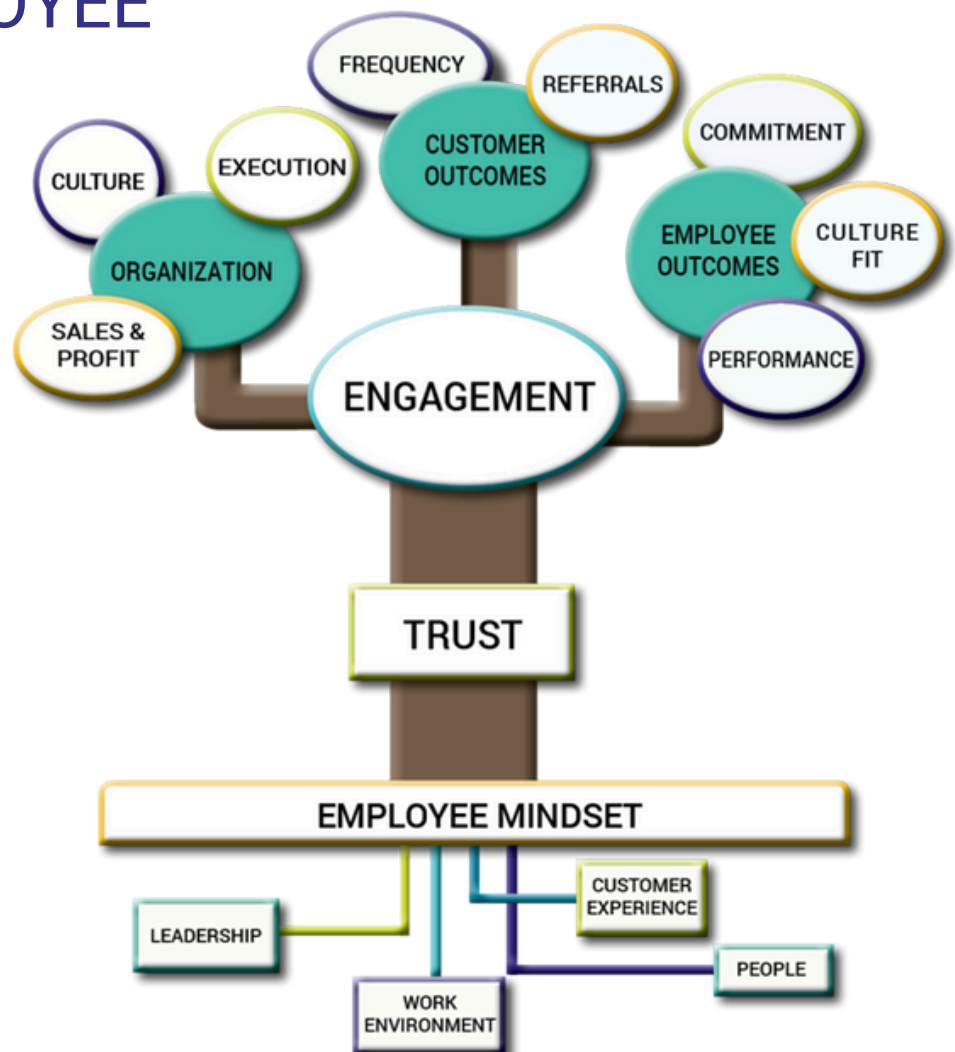 FREQUENCY
REFERRALS
CUSTOMER
OUTCOMES
COMMITMENT
CULTURE
EXECUTION
ORGANIZATION
SALES &
PROFIT
EMPLOYEE
OUTCOMES
CULTURE
FIT
PERFORMANCE
ENGAGEMENT
TRUST
EMPLOYEE MINDSET
LEADERSHIP
WORK
ENVIRONMENT
CUSTOMER
EXPERIENCE
PEOPLE